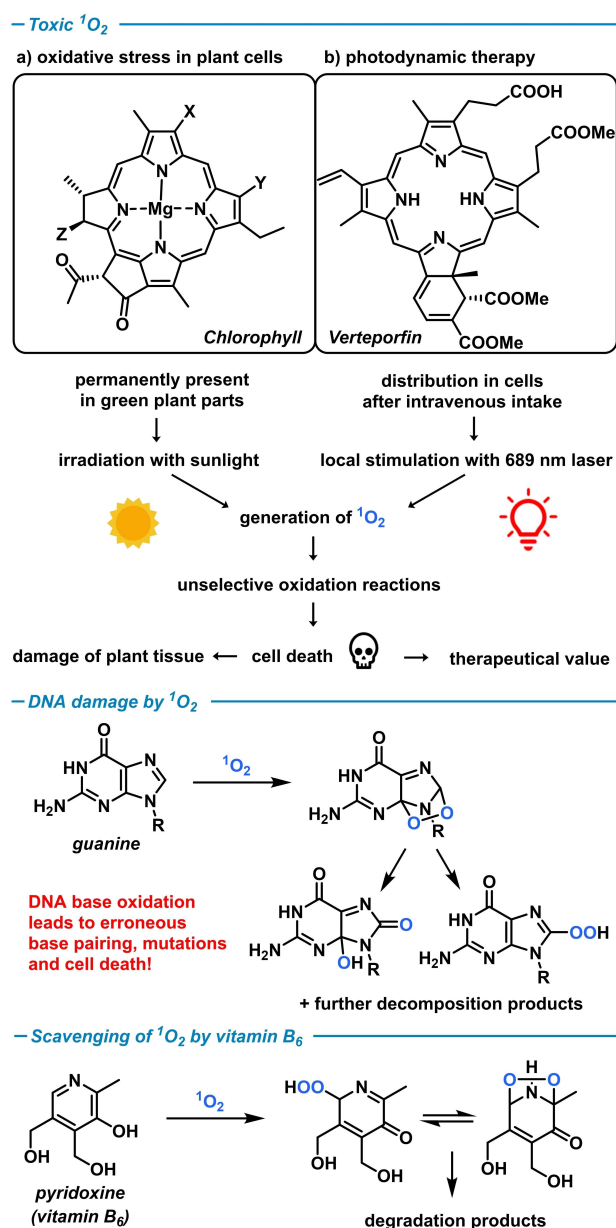 Toxic ¹O₂
a) oxidative stress in plant cells
b) photodynamic therapy
X
Y
N
N
Mg
N
Z
N
O
O
Chlorophyll
COOH
COOMe
N
NH
HN
N
COOMe
COOMe
Verteporfin
permanently present
in green plant parts
distribution in cells
after intravenous intake
irradiation with sunlight
local stimulation with 689 nm laser
generation of ¹O₂
unselective oxidation reactions
damage of plant tissue
cell death
therapeutical value
DNA damage by ¹O₂
O
HN
N
H₂N
N
N
R
guanine
¹O₂
O
HN
N
H₂N
N
N
O
O
R
DNA base oxidation
leads to erroneous
base pairing, mutations
and cell death!
O
HN
N
O
H₂N
N
N
OH
R
O
HN
N
OOH
H₂N
N
N
R
+ further decomposition products
Scavenging of ¹O₂ by vitamin B₆
N
OH
OH
OH
pyridoxine
(vitamin B₆)
¹O₂
HOO
N
O
OH
OH
H
O
O
N
O
OH
OH
degradation products